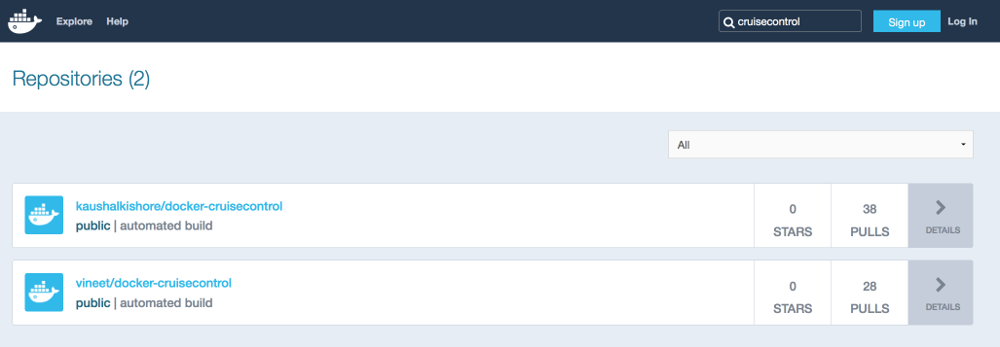 Explore Help cruisecontrol Sign up Log In
Repositories (2)
All
kaushalkishore/docker-cruisecontrol
public | automated build
0
STARS
38
PULLS
DETAILS
vineet/docker-cruisecontrol
public | automated build
0
STARS
28
PULLS
DETAILS